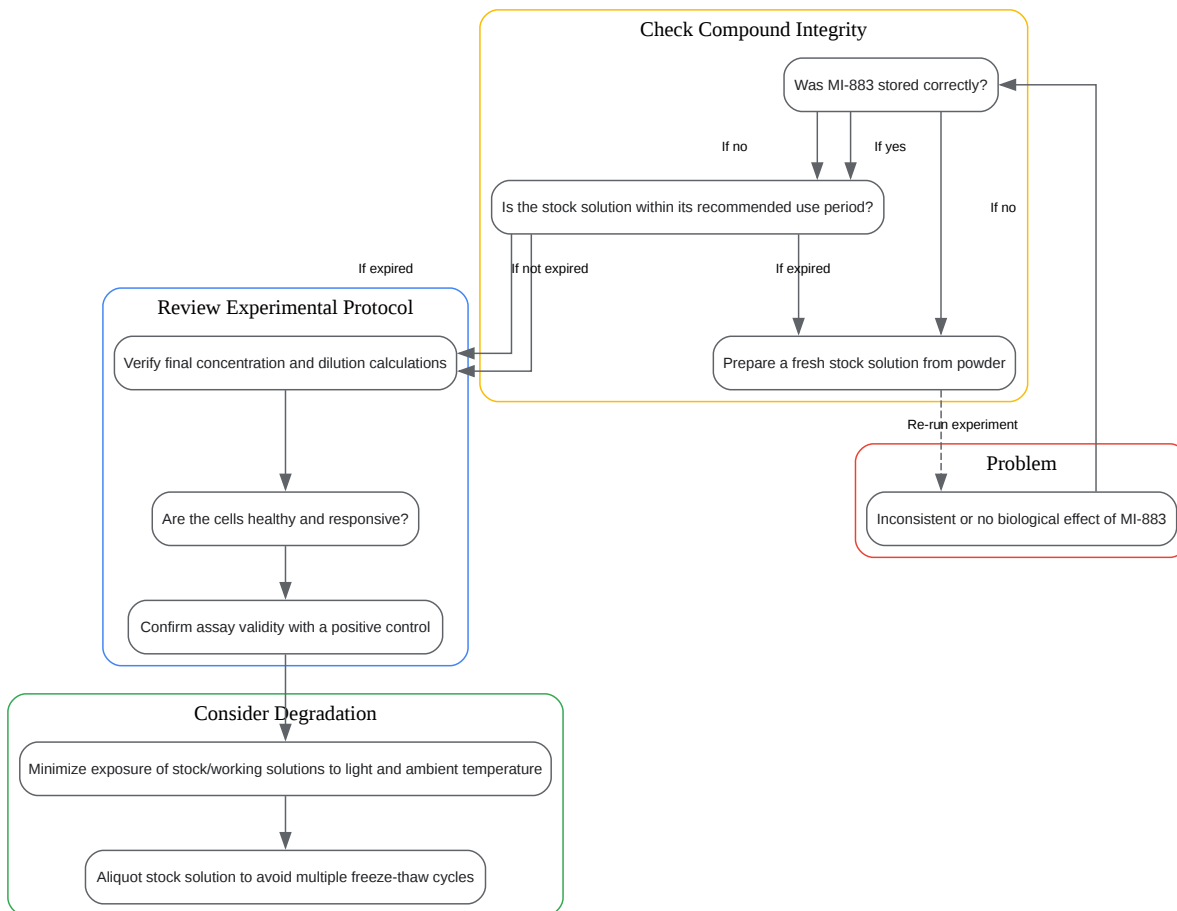 Check Compound Integrity
Was MI-883 stored correctly?
If no
If yes
Is the stock solution within its recommended use period?
If no
If expired
If not expired
If expired
Review Experimental Protocol
Verify final concentration and dilution calculations
Prepare a fresh stock solution from powder
Re-run experiment
Problem
Are the cells healthy and responsive?
Inconsistent or no biological effect of MI-883
Confirm assay validity with a positive control
Consider Degradation
Minimize exposure of stock/working solutions to light and ambient temperature
Aliquot stock solution to avoid multiple freeze-thaw cycles